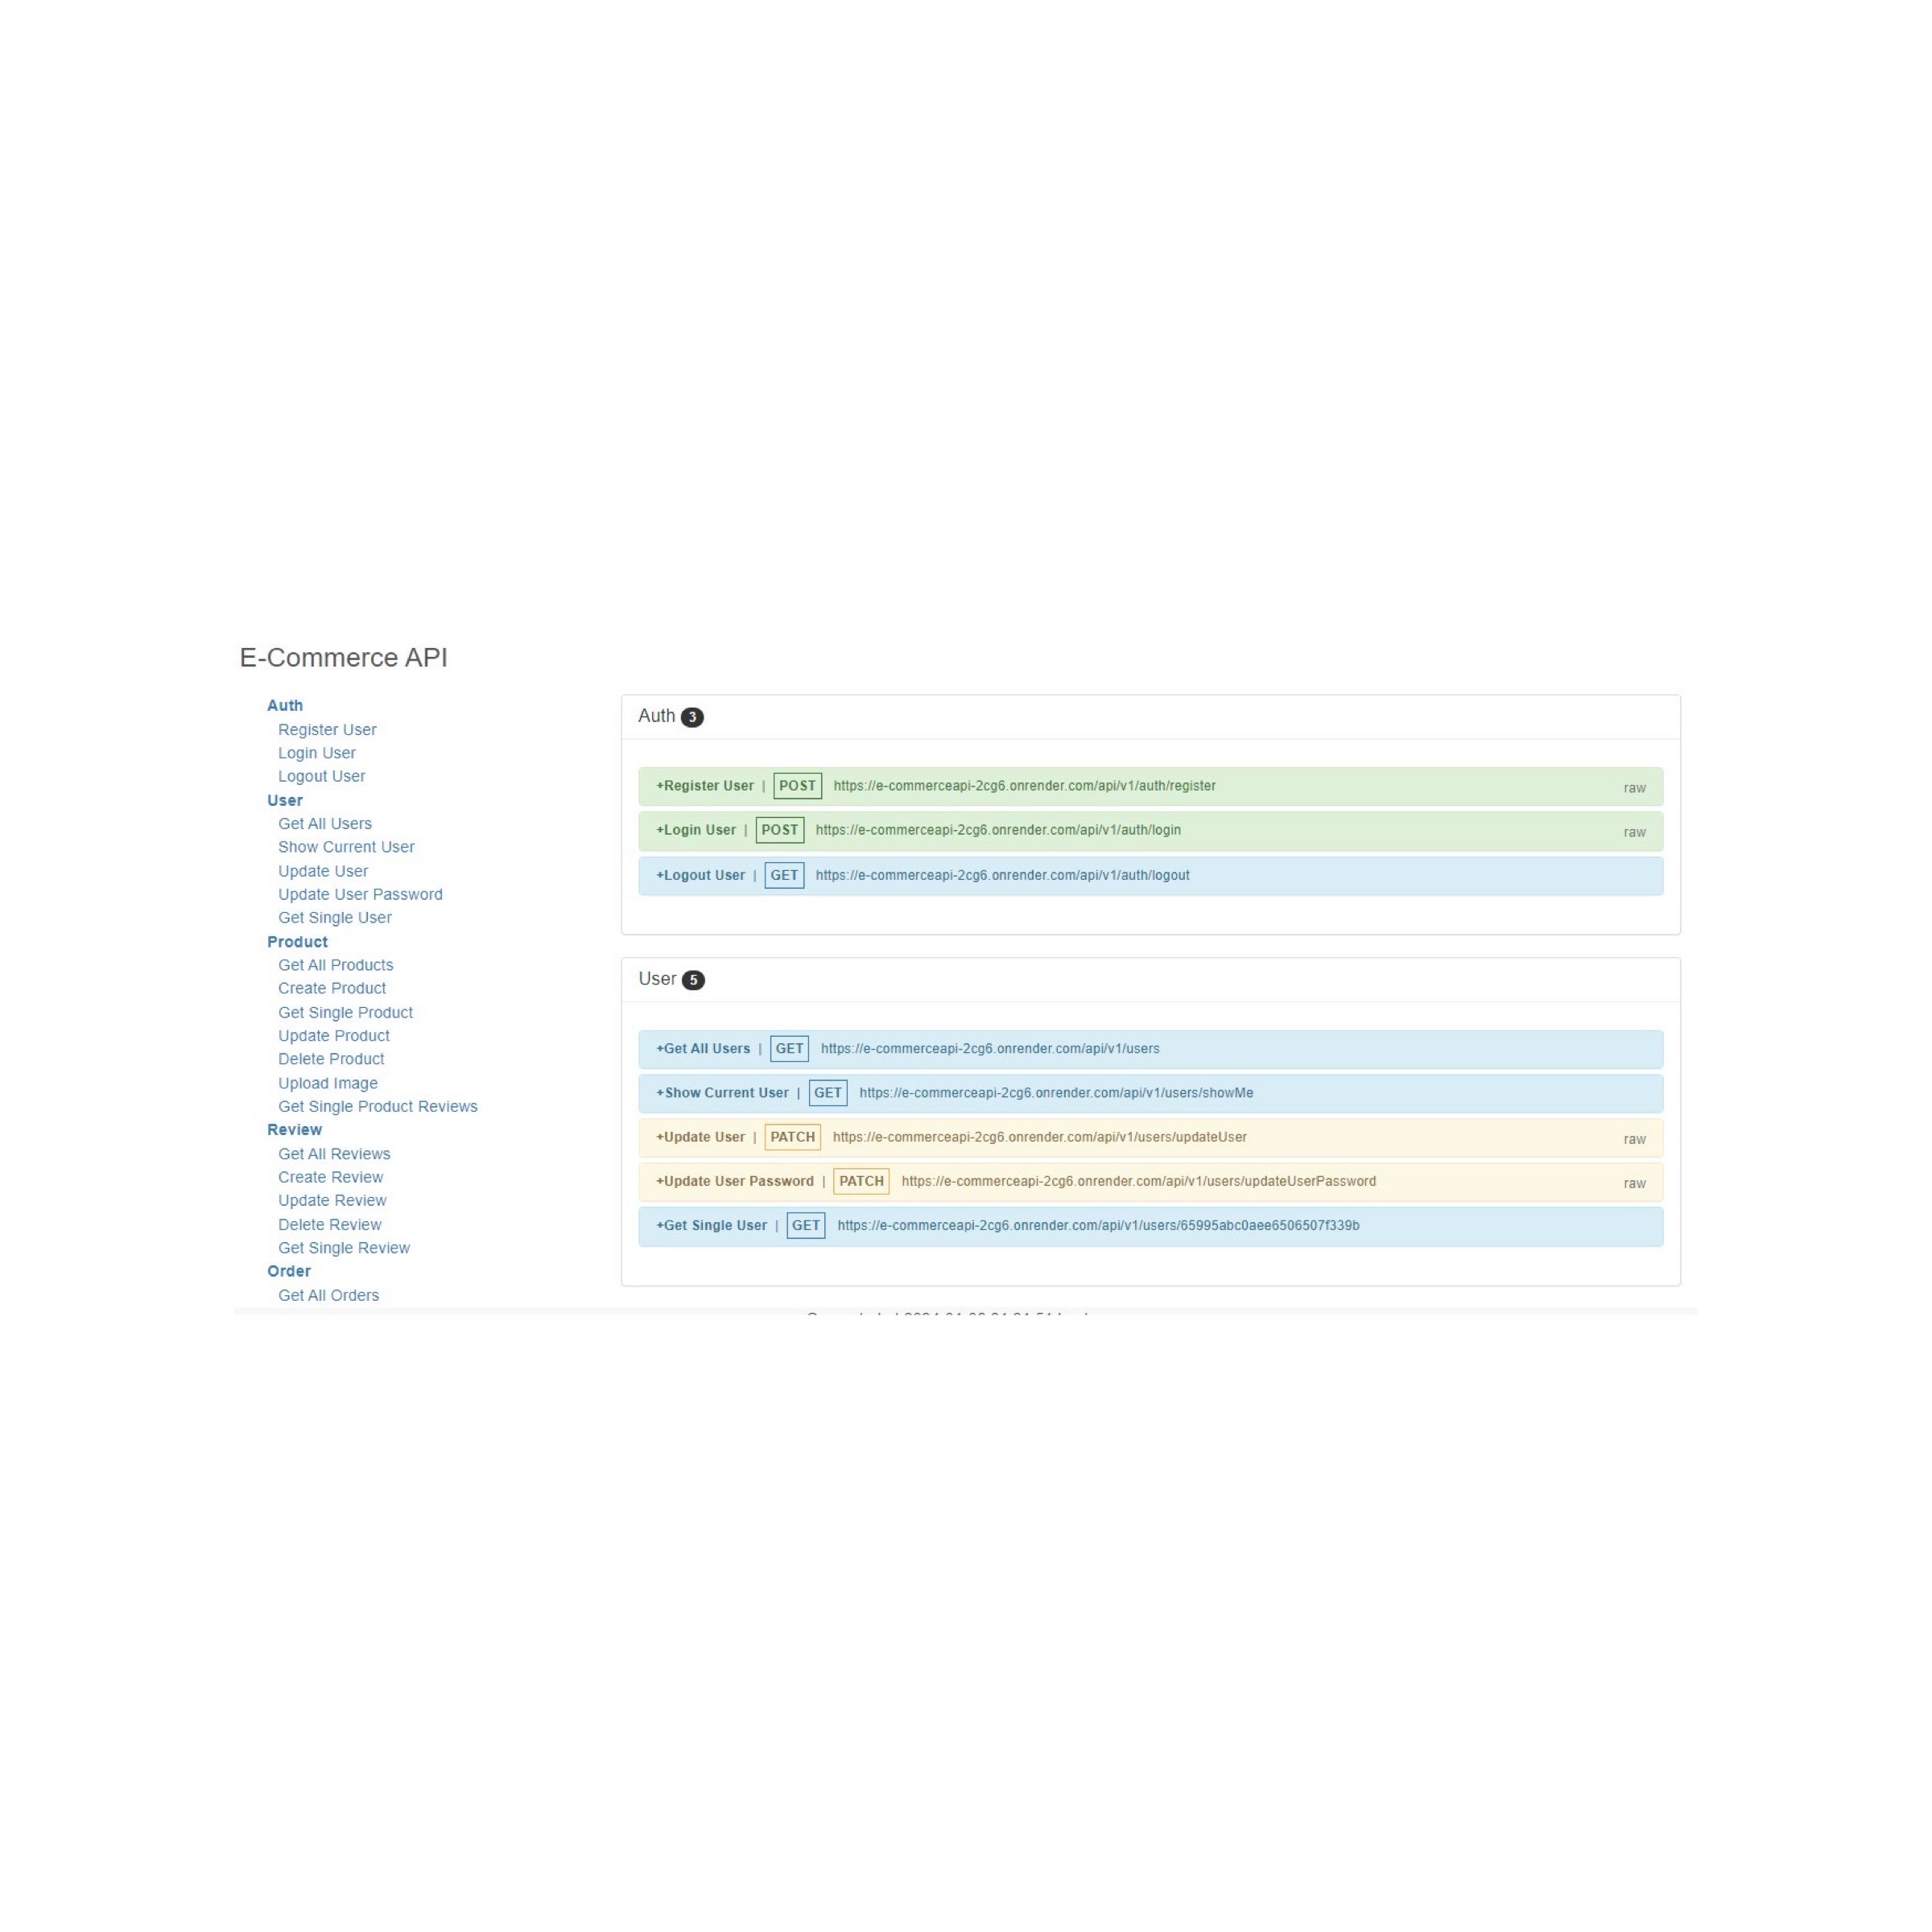 E-Commerce API
Auth
Register User
Login User
Logout User
User
Get All Users
Show Current User
Update User
Update User Password
Get Single User
Product
Get All Products
Create Product
Get Single Product
Update Product
Delete Product
Upload Image
Get Single Product Reviews
Review
Get All Reviews
Create Review
Update Review
Delete Review
Get Single Review
Order
Get All Orders
Auth 3
+Register User | POST https://e-commerceapi-2cg6.onrender.com/api/v1/auth/register raw
+Login User | POST https://e-commerceapi-2cg6.onrender.com/api/v1/auth/login raw
+Logout User | GET https://e-commerceapi-2cg6.onrender.com/api/v1/auth/logout
User 5
+Get All Users | GET https://e-commerceapi-2cg6.onrender.com/api/v1/users
+Show Current User | GET https://e-commerceapi-2cg6.onrender.com/api/v1/users/showMe
+Update User | PATCH https://e-commerceapi-2cg6.onrender.com/api/v1/users/updateUser raw
+Update User Password | PATCH https://e-commerceapi-2cg6.onrender.com/api/v1/users/updateUserPassword raw
+Get Single User | GET https://e-commerceapi-2cg6.onrender.com/api/v1/users/65995abc0aee6506507f339b